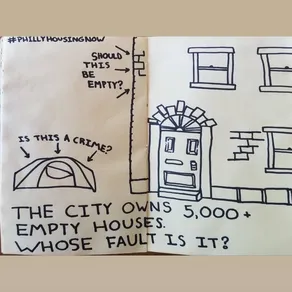 #PHILLYHOUSINGNOW
SHOULD
THIS
BE
EMPTY?
IS THIS A CRIME?
THE CITY OWNS 5,000+
EMPTY HOUSES.
WHOSE FAULT IS IT?